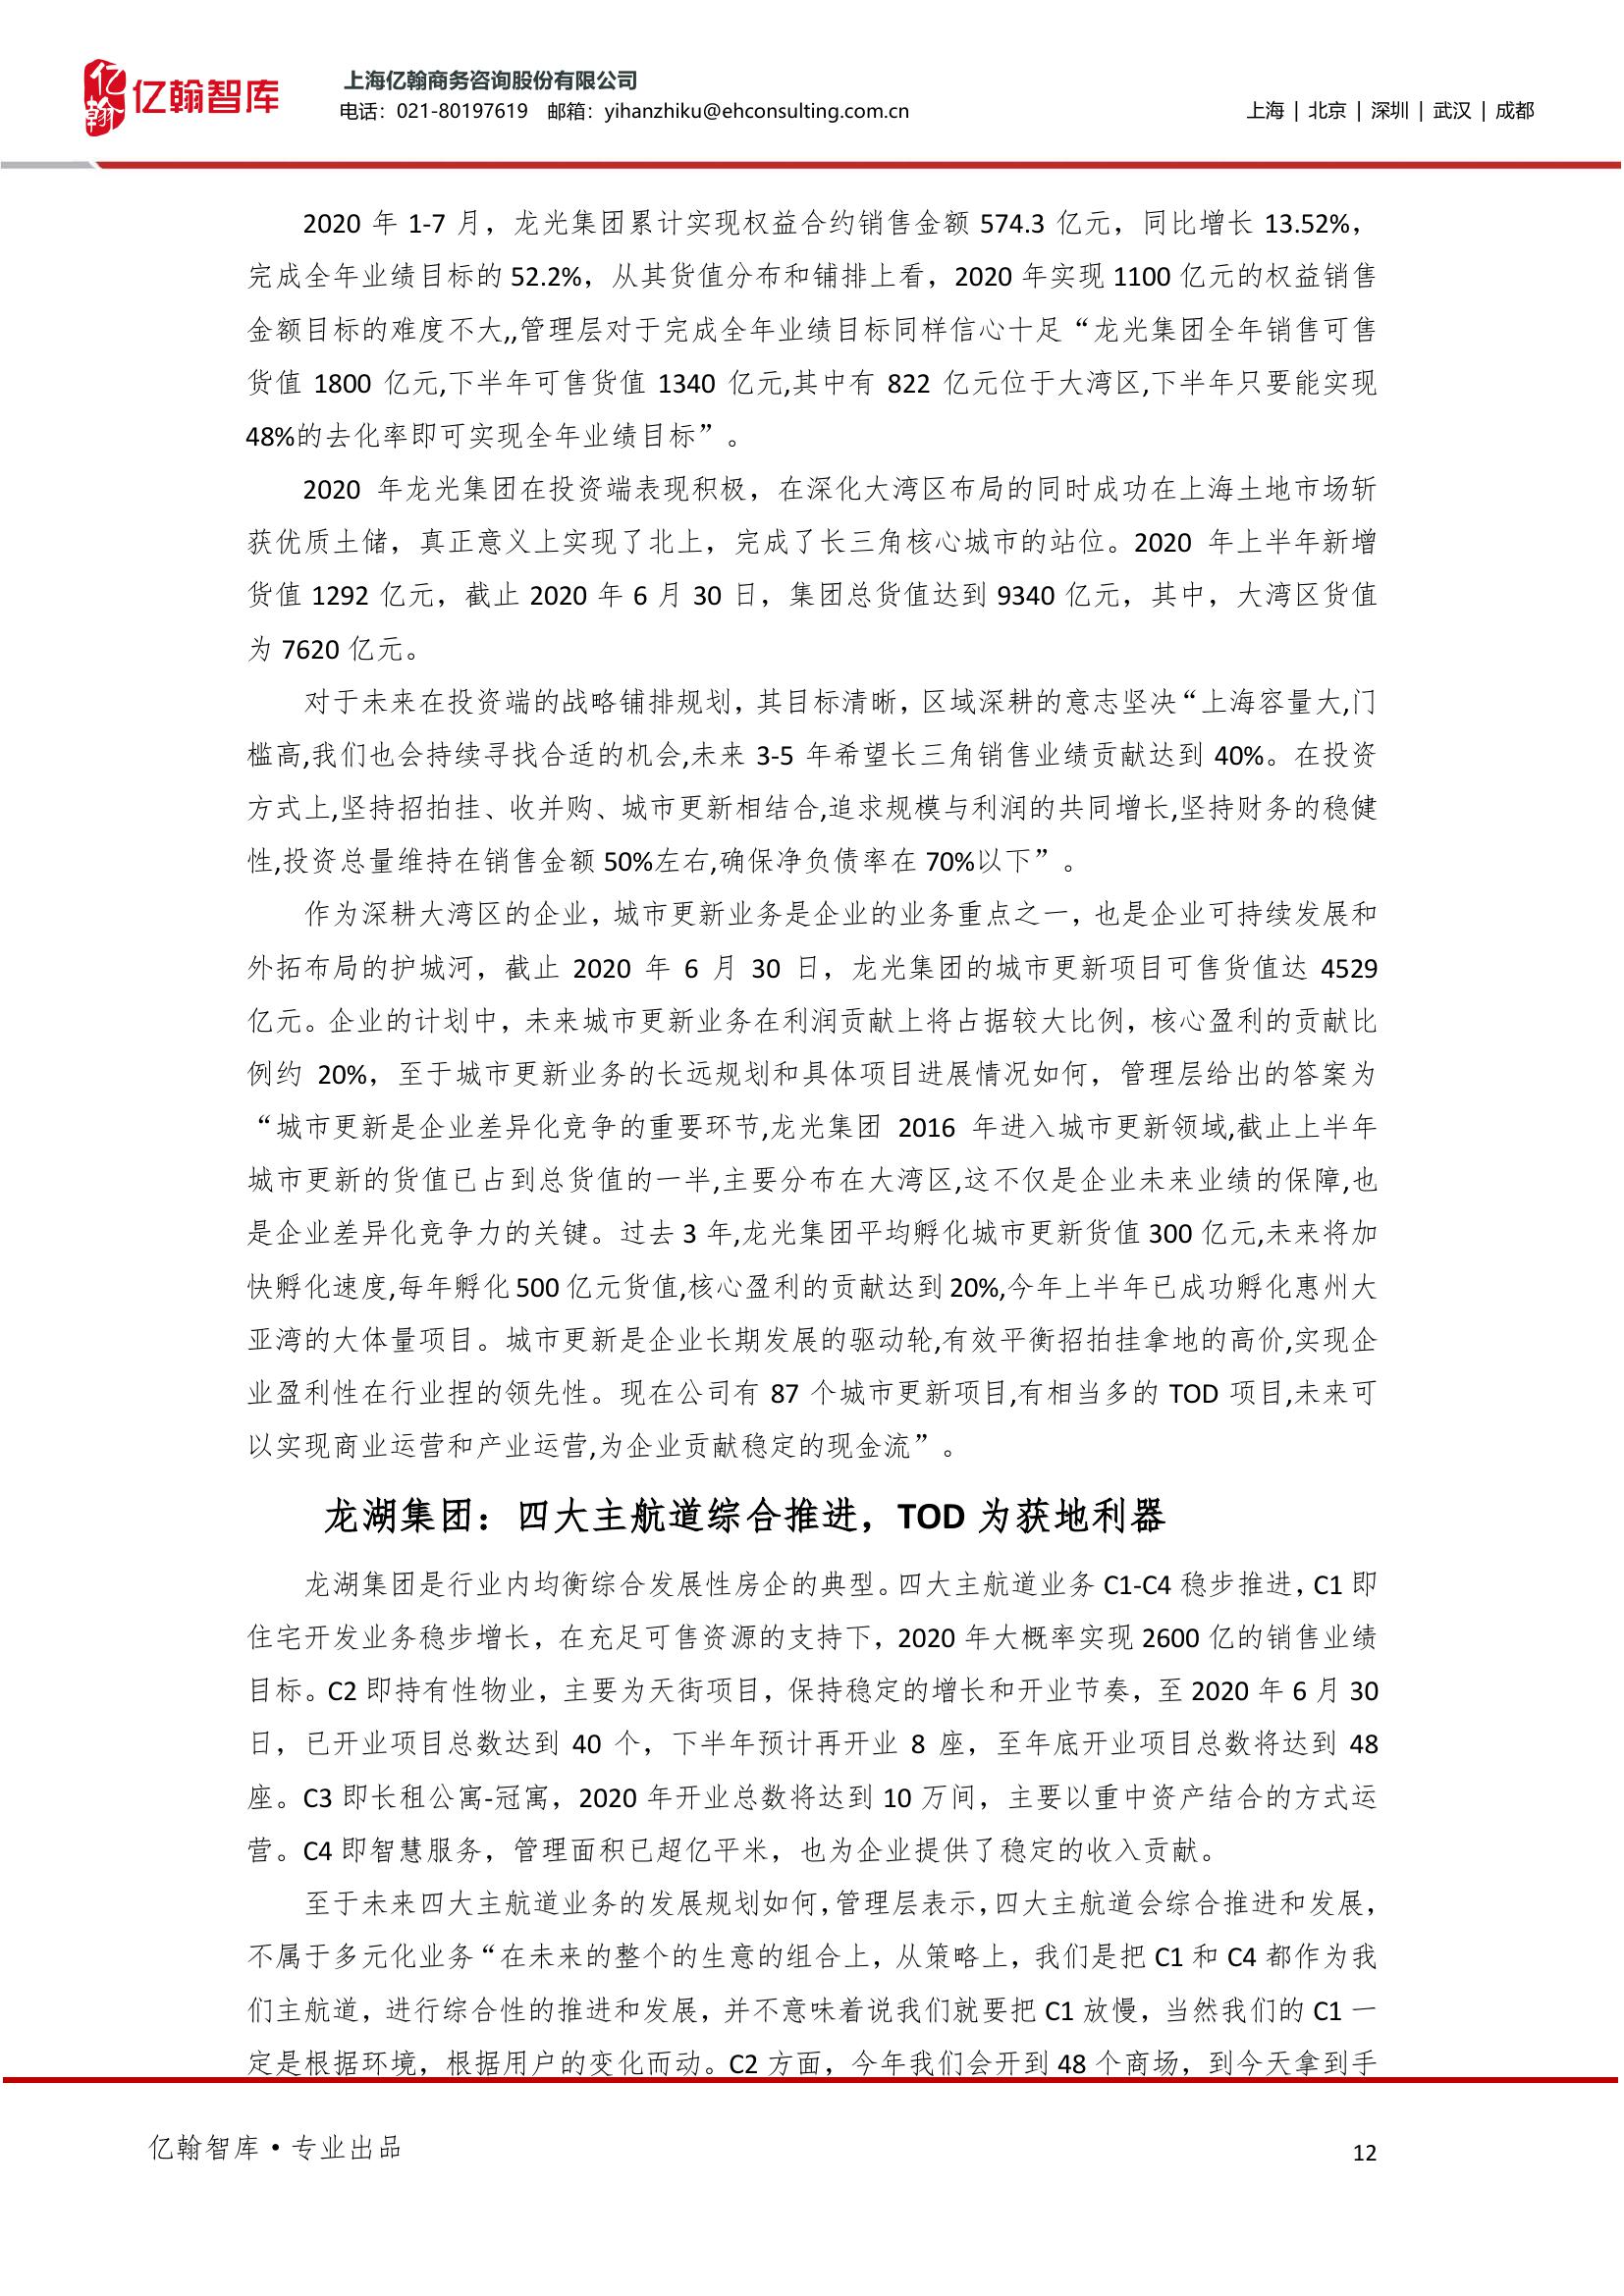 亿翰
亿翰智库
上海亿翰商务咨询股份有限公司
电话：021-80197619 邮箱：yihanzhiku@ehconsulting.com.cn
上海 | 北京 | 深圳 | 武汉 | 成都
2020 年 1-7 月，龙光集团累计实现权益合约销售金额 574.3 亿元，同比增长 13.52%，
完成全年业绩目标的 52.2%，从其货值分布和铺排上看，2020 年实现 1100 亿元的权益销售
金额目标的难度不大,,管理层对于完成全年业绩目标同样信心十足“龙光集团全年销售可售
货值 1800 亿元,下半年可售货值 1340 亿元,其中有 822 亿元位于大湾区,下半年只要能实现
48%的去化率即可实现全年业绩目标”。
2020 年龙光集团在投资端表现积极，在深化大湾区布局的同时成功在上海土地市场斩
获优质土储，真正意义上实现了北上，完成了长三角核心城市的站位。2020 年上半年新增
货值 1292 亿元，截止 2020 年 6 月 30 日，集团总货值达到 9340 亿元，其中，大湾区货值
为 7620 亿元。
对于未来在投资端的战略铺排规划，其目标清晰，区域深耕的意志坚决“上海容量大,门
槛高,我们也会持续寻找合适的机会,未来 3-5 年希望长三角销售业绩贡献达到 40%。在投资
方式上,坚持招拍挂、收并购、城市更新相结合,追求规模与利润的共同增长,坚持财务的稳健
性,投资总量维持在销售金额 50%左右,确保净负债率在 70%以下”。
作为深耕大湾区的企业，城市更新业务是企业的业务重点之一，也是企业可持续发展和
外拓布局的护城河，截止 2020 年 6 月 30 日，龙光集团的城市更新项目可售货值达 4529
亿元。企业的计划中，未来城市更新业务在利润贡献上将占据较大比例，核心盈利的贡献比
例约 20%，至于城市更新业务的长远规划和具体项目进展情况如何，管理层给出的答案为
“城市更新是企业差异化竞争的重要环节,龙光集团 2016 年进入城市更新领域,截止上半年
城市更新的货值已占到总货值的一半,主要分布在大湾区,这不仅是企业未来业绩的保障,也
是企业差异化竞争力的关键。过去 3 年,龙光集团平均孵化城市更新货值 300 亿元,未来将加
快孵化速度,每年孵化 500 亿元货值,核心盈利的贡献达到 20%,今年上半年已成功孵化惠州大
亚湾的大体量项目。城市更新是企业长期发展的驱动轮,有效平衡招拍挂拿地的高价,实现企
业盈利性在行业捏的领先性。现在公司有 87 个城市更新项目,有相当多的 TOD 项目,未来可
以实现商业运营和产业运营,为企业贡献稳定的现金流”。
龙湖集团：四大主航道综合推进，TOD 为获地利器
龙湖集团是行业内均衡综合发展性房企的典型。四大主航道业务 C1-C4 稳步推进，C1 即
住宅开发业务稳步增长，在充足可售资源的支持下，2020 年大概率实现 2600 亿的销售业绩
目标。C2 即持有性物业，主要为天街项目，保持稳定的增长和开业节奏，至 2020 年 6 月 30
日，已开业项目总数达到 40 个，下半年预计再开业 8 座，至年底开业项目总数将达到 48
座。C3 即长租公寓-冠寓，2020 年开业总数将达到 10 万间，主要以重中资产结合的方式运
营。C4 即智慧服务，管理面积已超亿平米，也为企业提供了稳定的收入贡献。
至于未来四大主航道业务的发展规划如何，管理层表示，四大主航道会综合推进和发展，
不属于多元化业务“在未来的整个的生意的组合上，从策略上，我们是把 C1 和 C4 都作为我
们主航道，进行综合性的推进和发展，并不意味着说我们就要把 C1 放慢，当然我们的 C1 一
定是根据环境，根据用户的变化而动。C2 方面，今年我们会开到 48 个商场，到今天拿到手
亿翰智库·专业出品
12